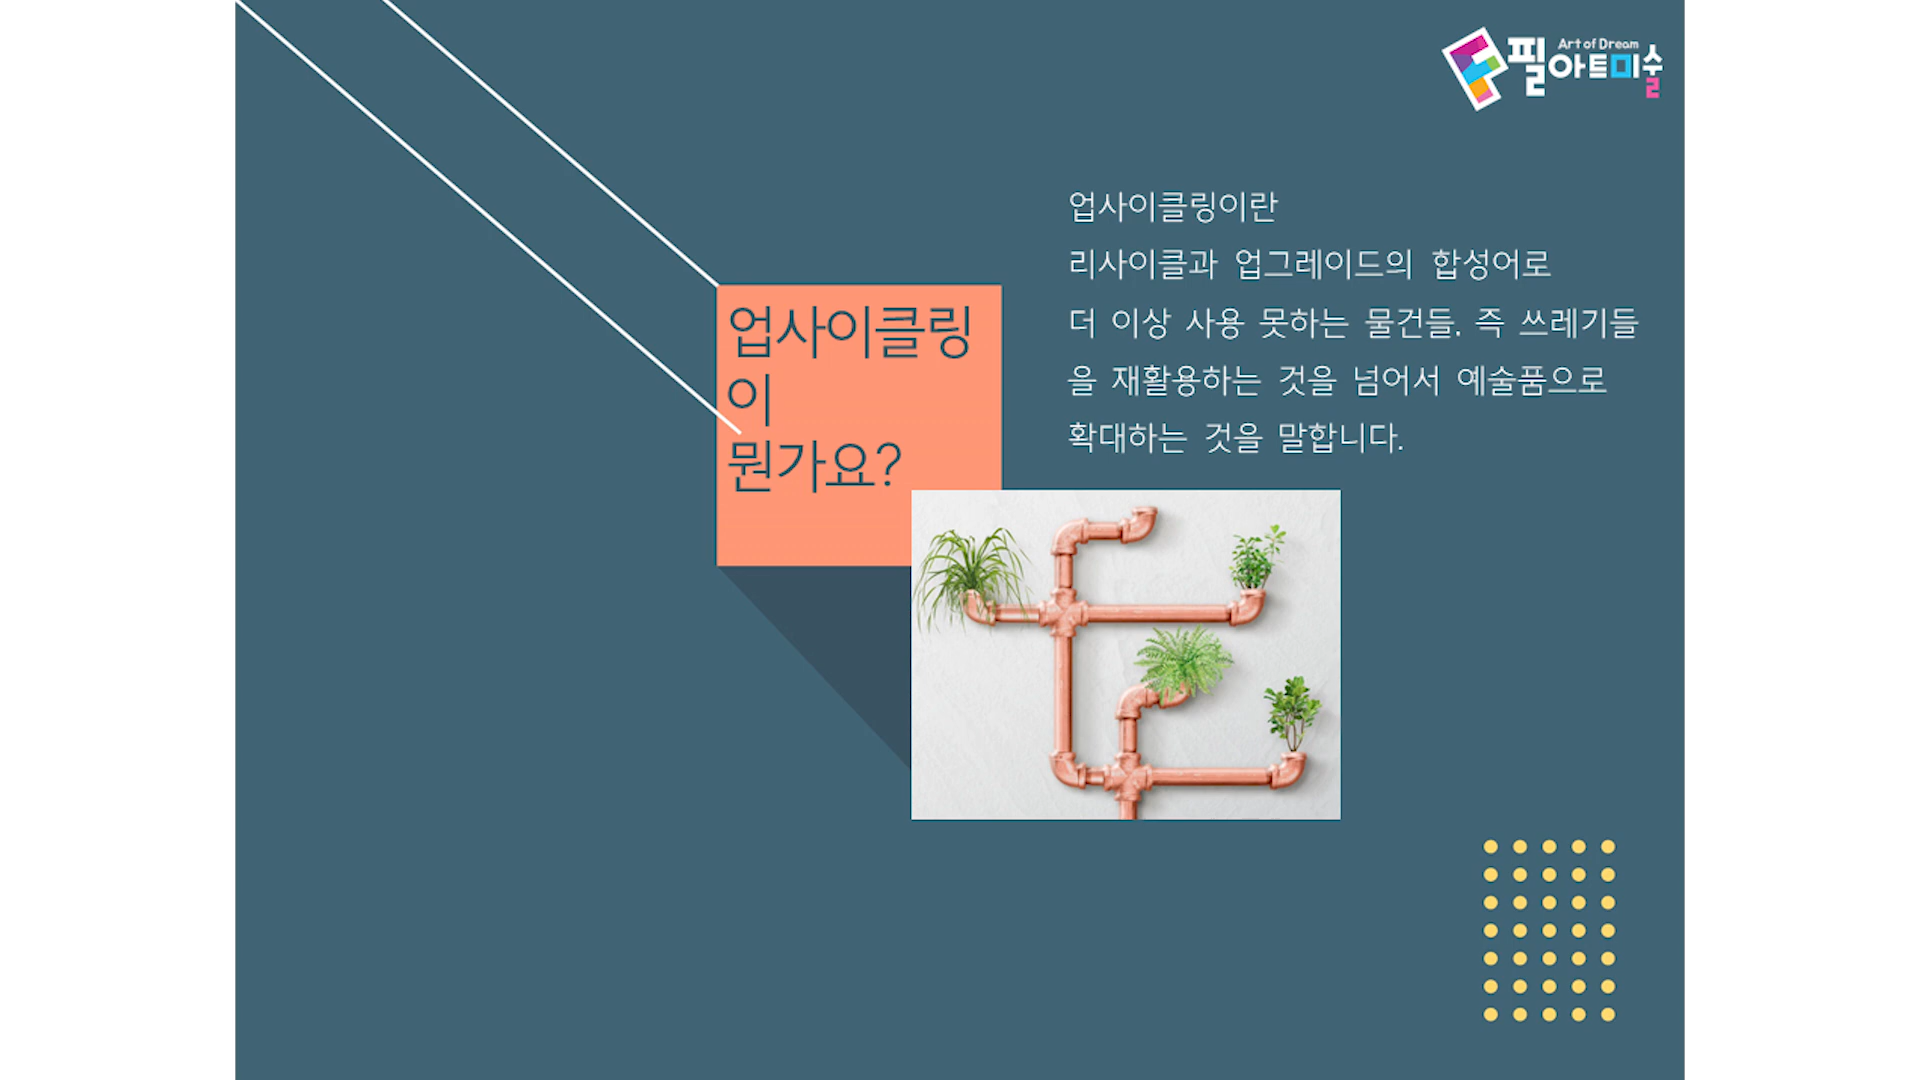 Art of Dream
필아트미술
업사이클링
이
뭔가요?
업사이클링이란
리사이클과 업그레이드의 합성어로
더 이상 사용 못하는 물건들. 즉 쓰레기들
을 재활용하는 것을 넘어서 예술품으로
확대하는 것을 말합니다.